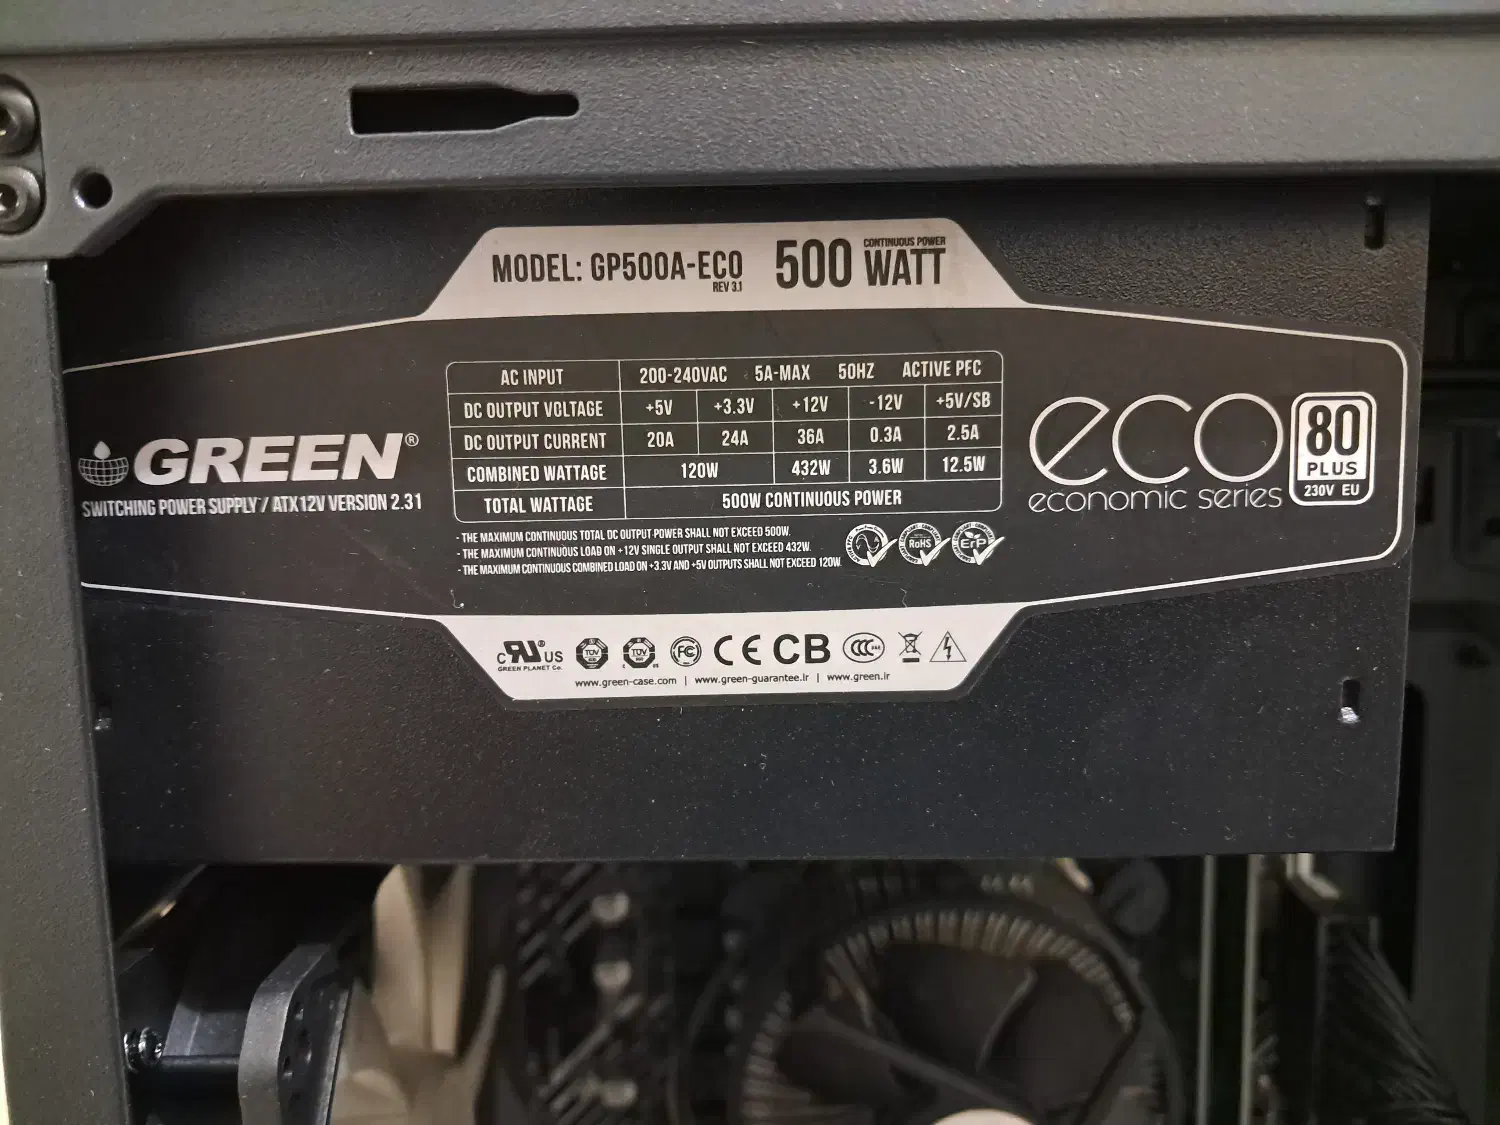 MODEL: GP500A-ECO
REV 3.1
500 WATT
CONTINUOUS POWER
AC INPUT 200-240VAC 5A-MAX 50HZ ACTIVE PFC
DC OUTPUT VOLTAGE +5V +3.3V +12V -12V +5V/SB
DC OUTPUT CURRENT 20A 24A 36A 0.3A 2.5A
COMBINED WATTAGE 120W 432W 3.6W 12.5W
TOTAL WATTAGE 500W CONTINUOUS POWER
- THE MAXIMUM CONTINUOUS TOTAL DC OUTPUT POWER SHALL NOT EXCEED 500W.
- THE MAXIMUM CONTINUOUS LOAD ON +12V SINGLE OUTPUT SHALL NOT EXCEED 432W.
- THE MAXIMUM CONTINUOUS COMBINED LOAD ON +3.3V AND +5V OUTPUTS SHALL NOT EXCEED 120W.
RoHS
ErP
GREEN®
SWITCHING POWER SUPPLY / ATX12V VERSION 2.31
eco
economic series
80
PLUS
230V EU
c RU® US
GREEN PLANET Co.
TÜV
TÜV
FC
CE CB
CCC
www.green-case.com | www.green-guarantee.ir | www.green.ir